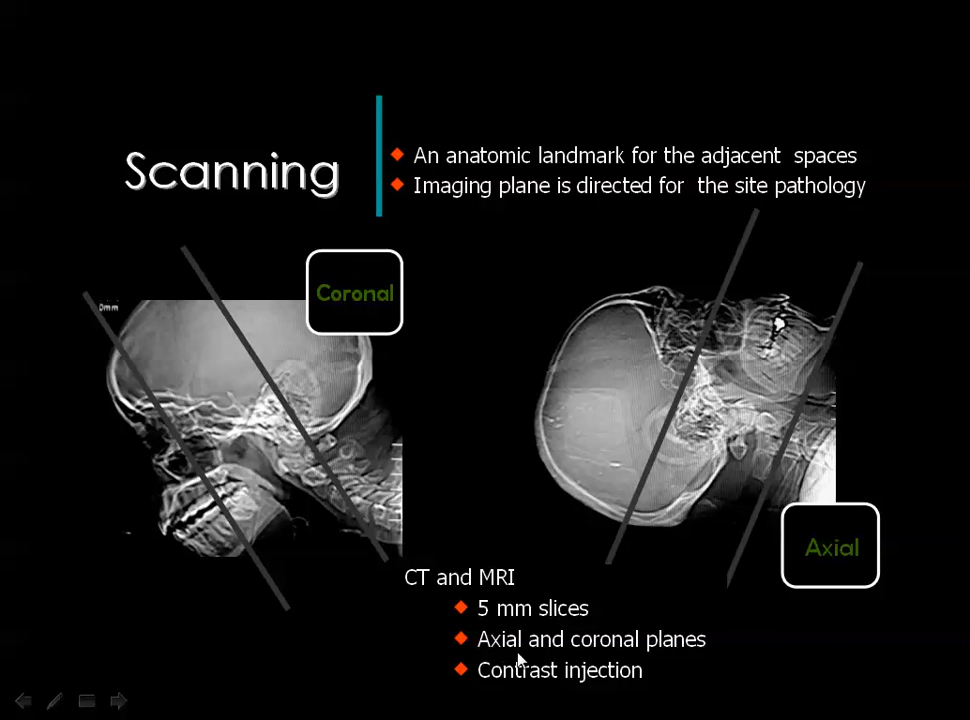 Scanning
An anatomic landmark for the adjacent spaces
Imaging plane is directed for the site pathology
Coronal
0mm
Axial
CT and MRI
5 mm slices
Axial and coronal planes
Contrast injection